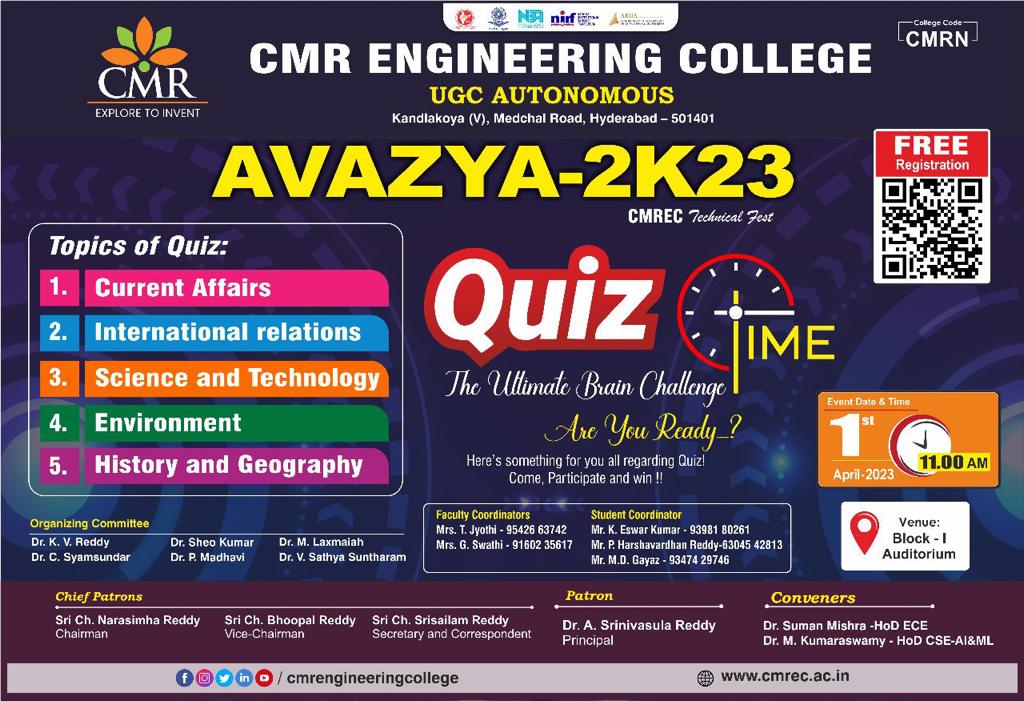 NBA
nirf
ARIIA
College Code
CMRN
CMR
EXPLORE TO INVENT
CMR ENGINEERING COLLEGE
UGC AUTONOMOUS
Kandlakoya (V), Medchal Road, Hyderabad – 501401
AVAZYA-2K23
CMREC Technical Fest
FREE
Registration
Topics of Quiz:
1. Current Affairs
2. International relations
3. Science and Technology
4. Environment
5. History and Geography
Quiz TIME
The Ultimate Brain Challenge
Are You Ready...?
Here's something for you all regarding Quiz!
Come, Participate and win !!
Event Date & Time
1st
April-2023
11.00 AM
Venue:
Block - I
Auditorium
Organizing Committee
Dr. K. V. Reddy Dr. Sheo Kumar Dr. M. Laxmaiah
Dr. C. Syamsundar Dr. P. Madhavi Dr. V. Sathya Suntharam
Faculty Coordinators
Mrs. T. Jyothi - 95426 63742
Mrs. G. Swathi - 91602 35617
Student Coordinator
Mr. K. Eswar Kumar - 93981 80261
Mr. P. Harshavardhan Reddy-63045 42813
Mr. M.D. Gayaz - 93474 29746
Chief Patrons
Sri Ch. Narasimha Reddy
Chairman
Sri Ch. Bhoopal Reddy
Vice-Chairman
Sri Ch. Srisailam Reddy
Secretary and Correspondent
Patron
Dr. A. Srinivasula Reddy
Principal
Conveners
Dr. Suman Mishra -HoD ECE
Dr. M. Kumaraswamy - HoD CSE-AI&ML
/ cmrengineeringcollege
www.cmrec.ac.in